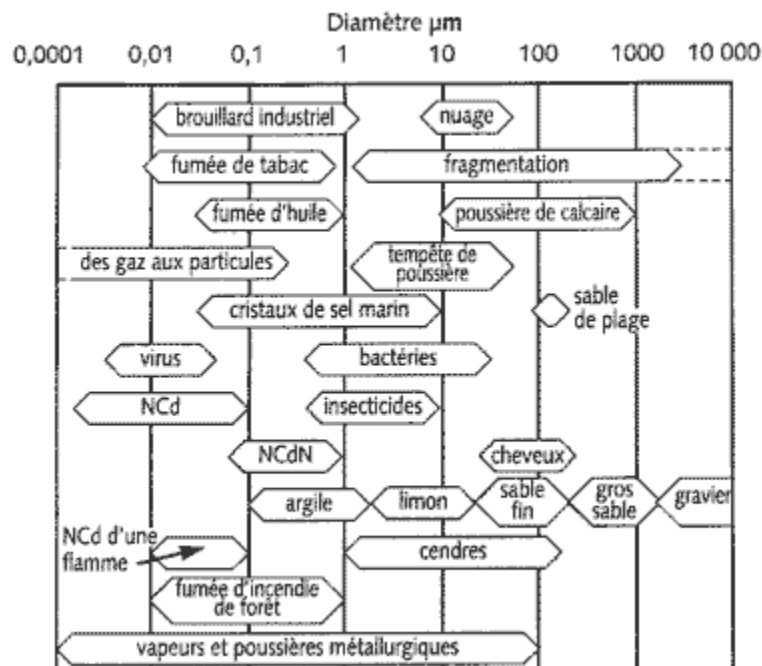 Diamètre µm
0,0001 0,01 0,1 1 10 100 1000 10 000
brouillard industriel nuage
fumée de tabac fragmentation
fumée d'huile poussière de calcaire
des gaz aux particules tempête de
poussière
cristaux de sel marin sable
de plage
virus bactéries
NCd insecticides
NCdN cheveux
argile limon sable
fin gros
sable gravier
NCd d'une
flamme cendres
fumée d'incendie
de forêt
vapeurs et poussières métallurgiques